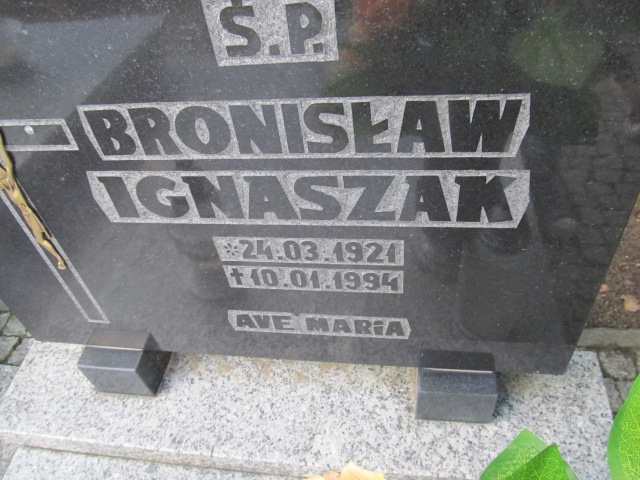 Ś.P.
BRONISŁAW
IGNASZAK
*24.03.1921
†10.01.1994
AVE MARiA